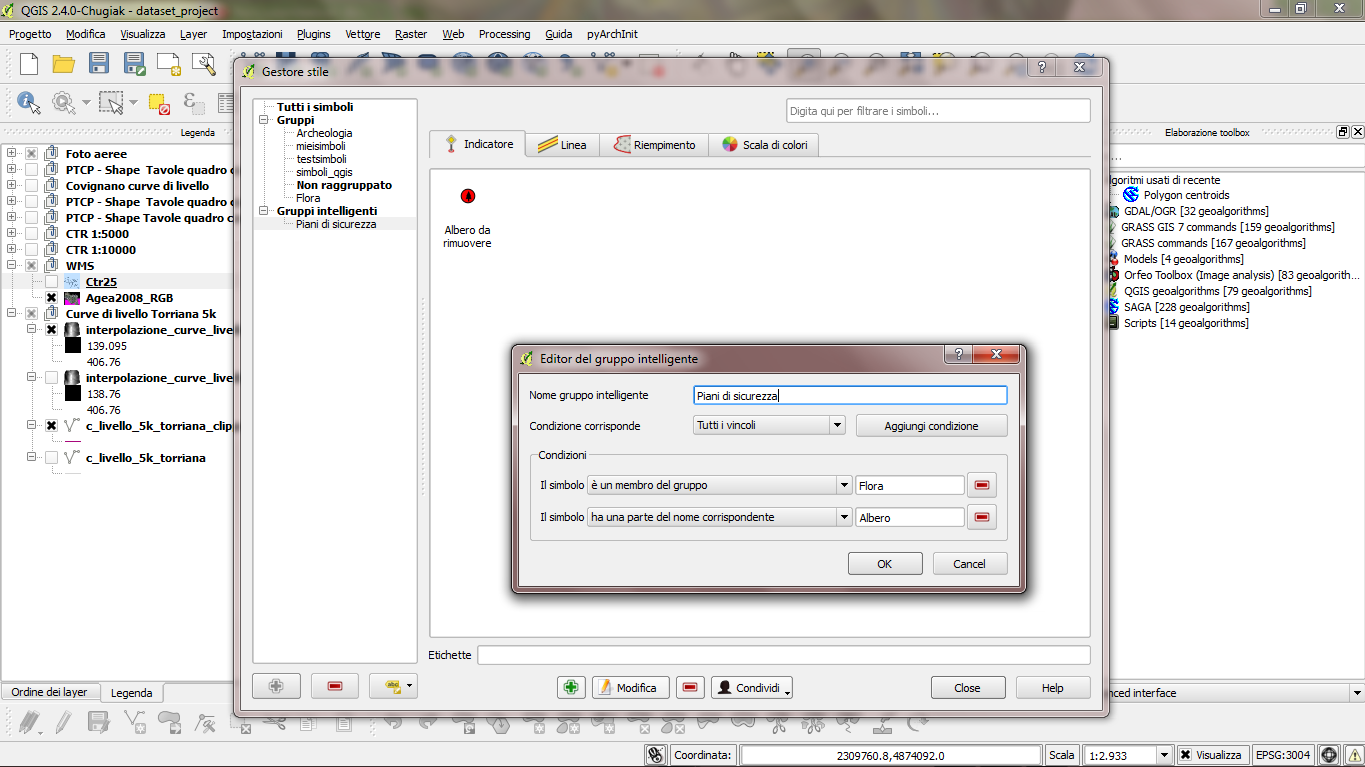 QGIS 2.4.0-Chugiak - dataset_project
Progetto Modifica Visualizza Layer Impostazioni Plugins Vettore Raster Web Processing Guida pyArchInit
Legenda
Foto aeree
PTCP - Shape Tavole quadro c
Covignano curve di livello
PTCP - Shape Tavole quadro c
PTCP - Shape Tavole quadro c
CTR 1:5000
CTR 1:10000
WMS
Ctr25
Agea2008_RGB
Curve di livello Torriana 5k
interpolazione_curve_live
139.095
406.76
interpolazione_curve_live
138.76
406.76
c_livello_5k_torriana_clip
c_livello_5k_torriana
Ordine dei layer Legenda
Gestore stile
Tutti i simboli
Gruppi
Archeologia
mieisimboli
testsimboli
simboli_qgis
Non raggruppato
Flora
Gruppi intelligenti
Piani di sicurezza
Digita qui per filtrare i simboli...
Indicatore Linea Riempimento Scala di colori
Albero da
rimuovere
Editor del gruppo intelligente
Nome gruppo intelligente Piani di sicurezza
Condizione corrisponde Tutti i vincoli Aggiungi condizione
Condizioni
Il simbolo è un membro del gruppo Flora
Il simbolo ha una parte del nome corrispondente Albero
OK Cancel
Etichette
abc Modifica Condividi Close Help
Elaborazione toolbox
...
lgoritmi usati di recente
Polygon centroids
GDAL/OGR [32 geoalgorithms]
GRASS GIS 7 commands [159 geoalgorithms]
GRASS commands [167 geoalgorithms]
Models [4 geoalgorithms]
Orfeo Toolbox (Image analysis) [83 geoalgorith...
QGIS geoalgorithms [79 geoalgorithms]
SAGA [228 geoalgorithms]
Scripts [14 geoalgorithms]
nced interface
Coordinata: 2309760.8,4874092.0 Scala 1:2.933 Visualizza EPSG:3004